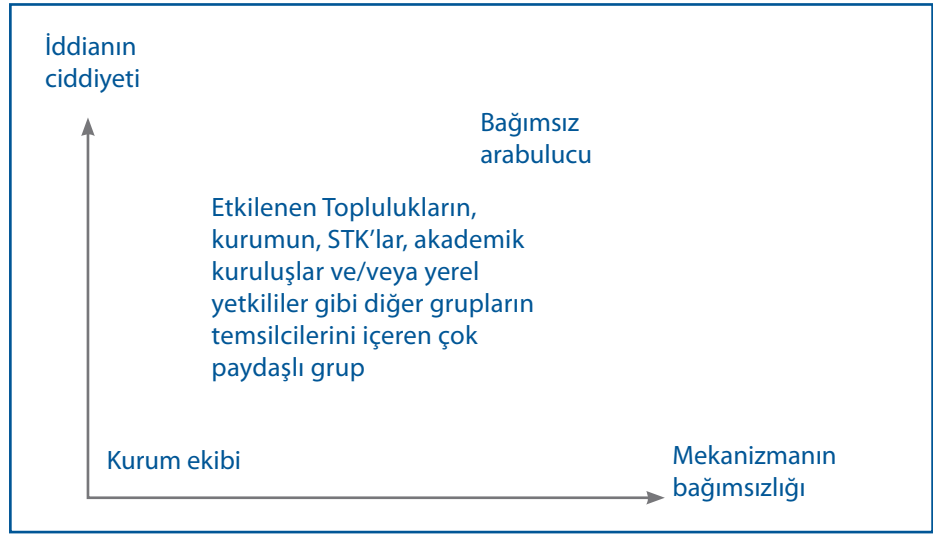 İddianın
ciddiyeti
Bağımsız
arabulucu
Etkilenen Toplulukların,
kurumun, STK’lar, akademik
kuruluşlar ve/veya yerel
yetkililer gibi diğer grupların
temsilcilerini içeren çok
paydaşlı grup
Kurum ekibi
Mekanizmanın
bağımsızlığı